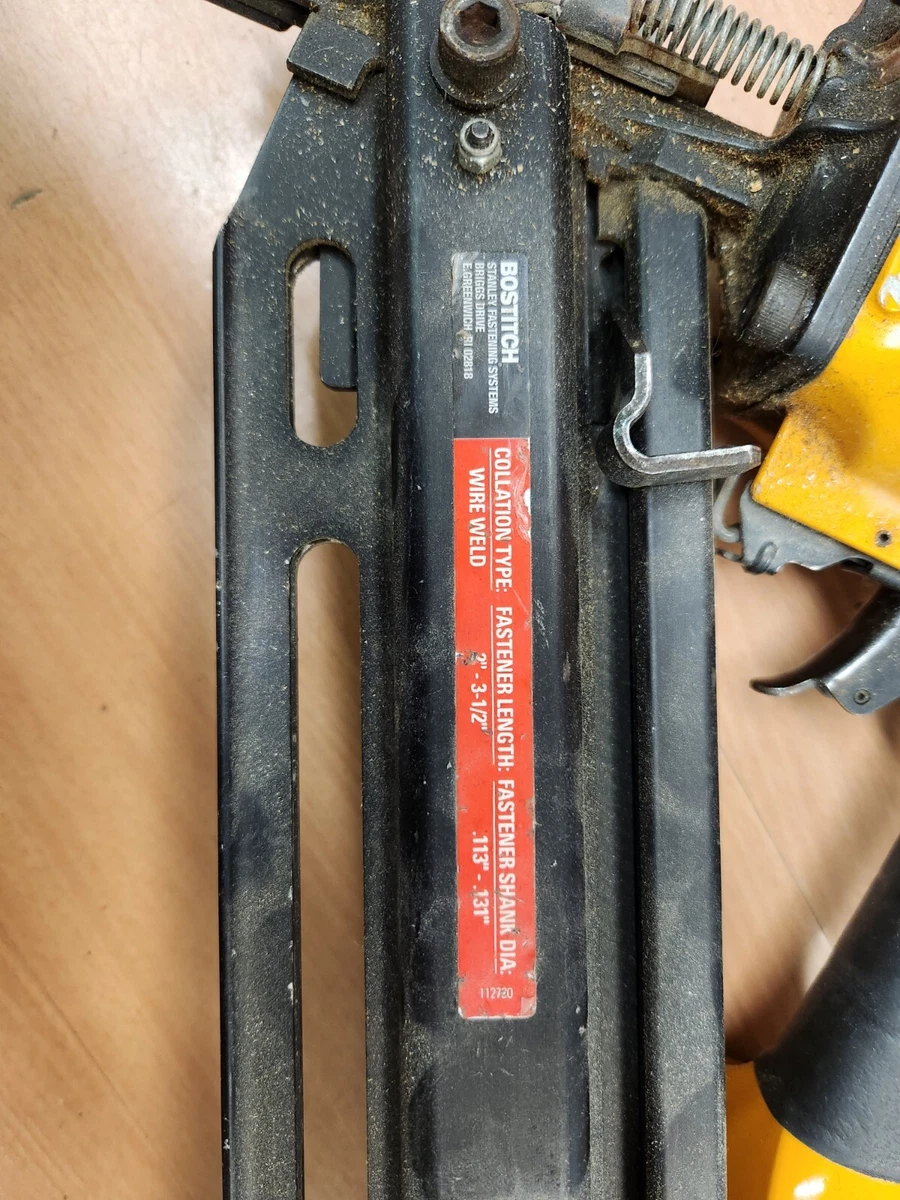 BOSTITCH
STANLEY FASTENING SYSTEMS
BRIGGS DRIVE
E.GREENWICH RI 02818
COLLATION TYPE: FASTENER LENGTH: FASTENER SHANK DIA:
WIRE WELD 2" - 3-1/2" .113" - .131"
112720